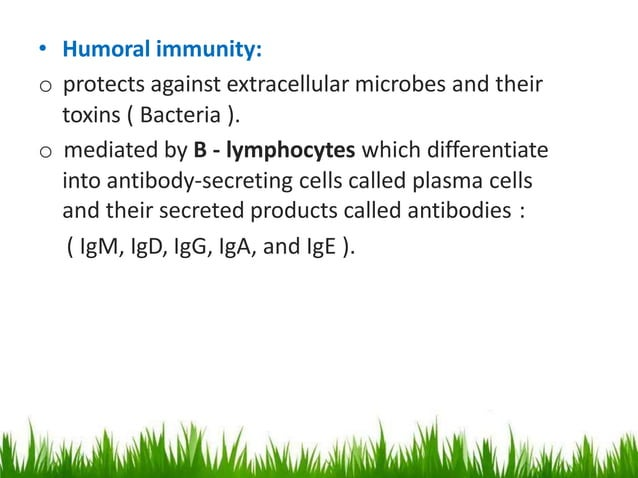 • Humoral immunity:
o protects against extracellular microbes and their
toxins ( Bacteria ).
o mediated by B - lymphocytes which differentiate
into antibody-secreting cells called plasma cells
and their secreted products called antibodies :
( IgM, IgD, IgG, IgA, and IgE ).